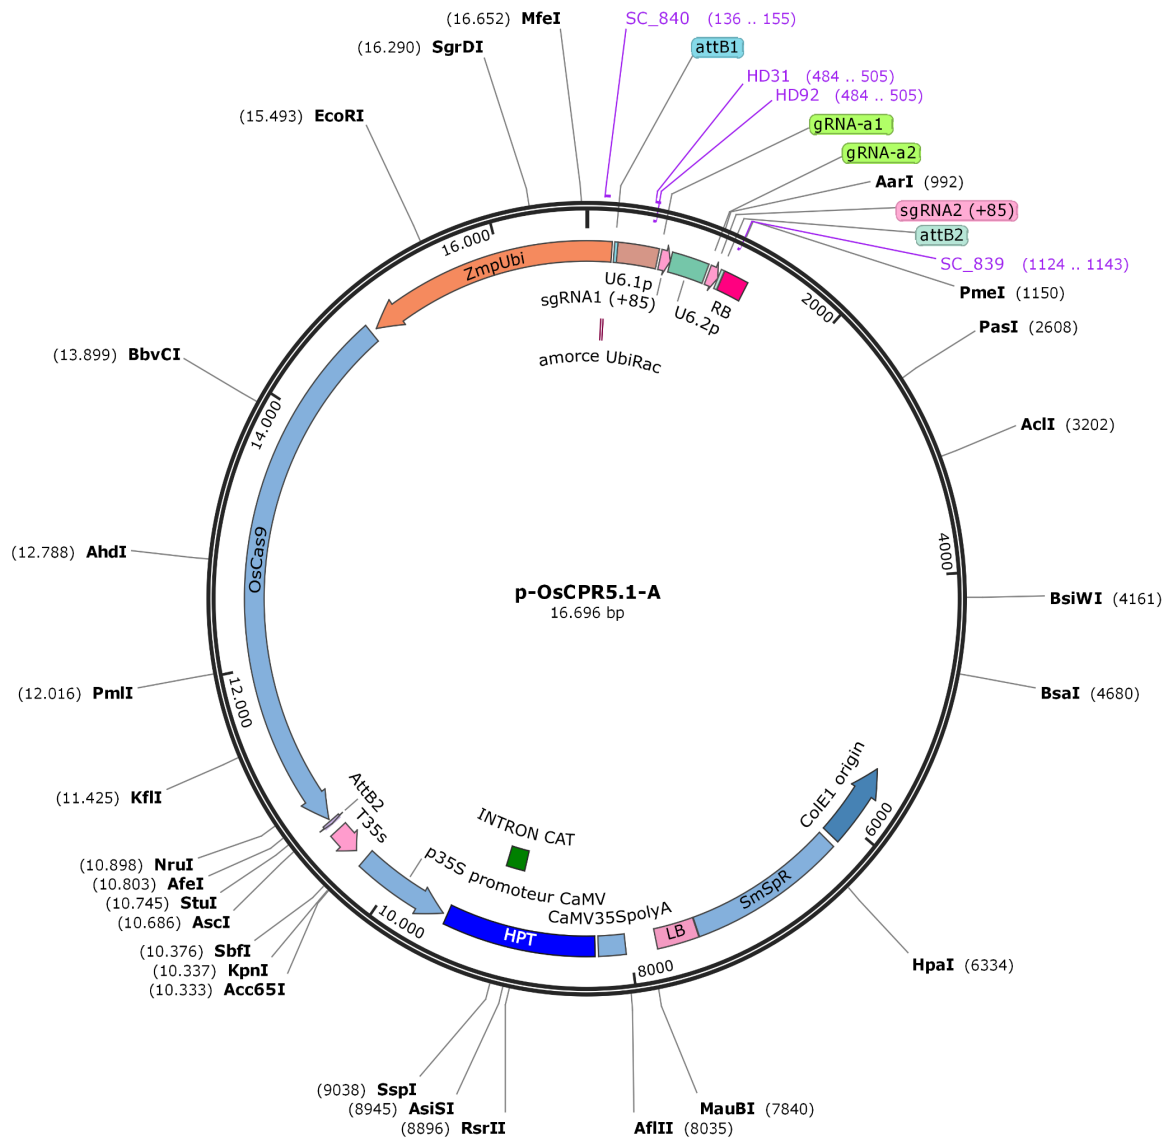 (16.652) MfeI
SC_840 (136 .. 155)
(16.290) SgrDI
attB1
HD31 (484 .. 505)
HD92 (484 .. 505)
(15.493) EcoRI
gRNA-a1
gRNA-a2
AarI (992)
sgRNA2 (+85)
attB2
SC_839 (1124 .. 1143)
PmeI (1150)
16.000
ZmpUbi
U6.1p
sgRNA1 (+85)
U6.2p
RB
amorce UbiRac
2000
PasI (2608)
(13.899) BbvCI
14.000
AclI (3202)
4000
(12.788) AhdI
OsCas9
p-OsCPR5.1-A
16.696 bp
BsiWI (4161)
(12.016) PmlI
12.000
BsaI (4680)
(11.425) KflI
AttB2
T35s
ColE1 origin
6000
INTRON CAT
p35S promoteur CaMV
(10.898) NruI
(10.803) AfeI
(10.745) StuI
(10.686) AscI
(10.376) SbfI
(10.337) KpnI
(10.333) Acc65I
10.000
HPT
CaMV35SpolyA
LB
SmSpR
8000
HpaI (6334)
(9038) SspI
(8945) AsiSI
(8896) RsrII
MauBI (7840)
AflII (8035)